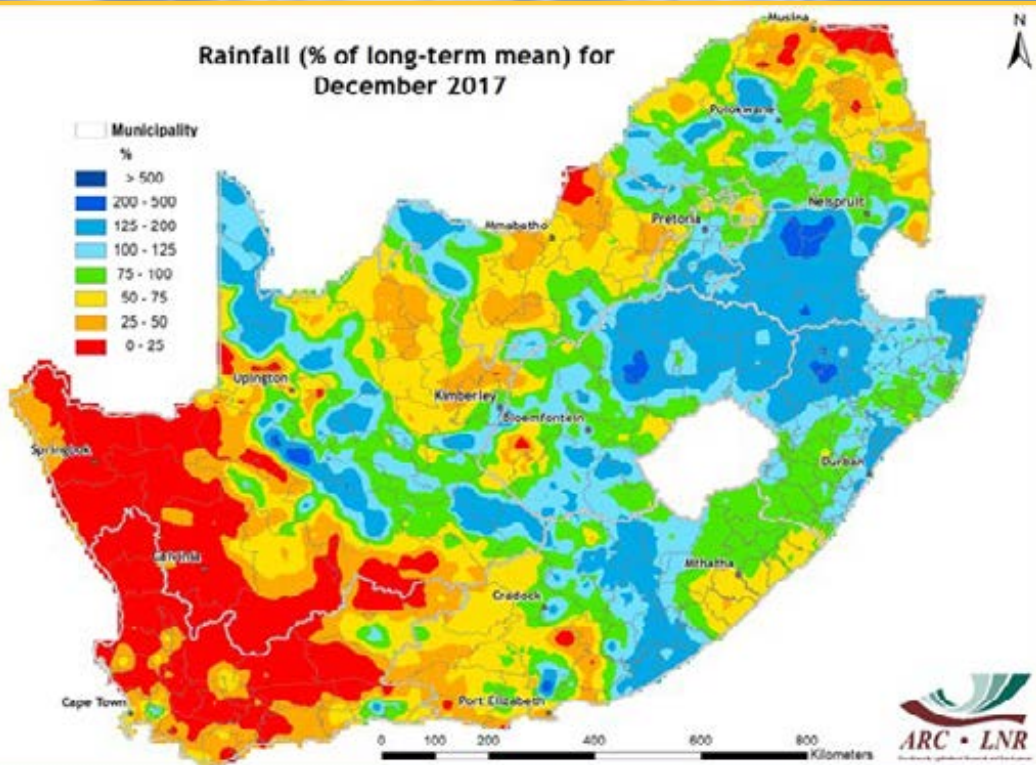 Rainfall (% of long-term mean) for
December 2017
N
Municipality
%
> 500
200 - 500
125 - 200
100 - 125
75 - 100
50 - 75
25 - 50
0 - 25
Musina
Polokwane
Nelspruit
Pretoria
Mmabatho
Upington
Kimberley
Bloemfontein
Springbok
Durban
Mthatha
Cradock
Cape Town
Port Elizabeth
0 100 200 400 600 800
Kilometers
ARC • LNR